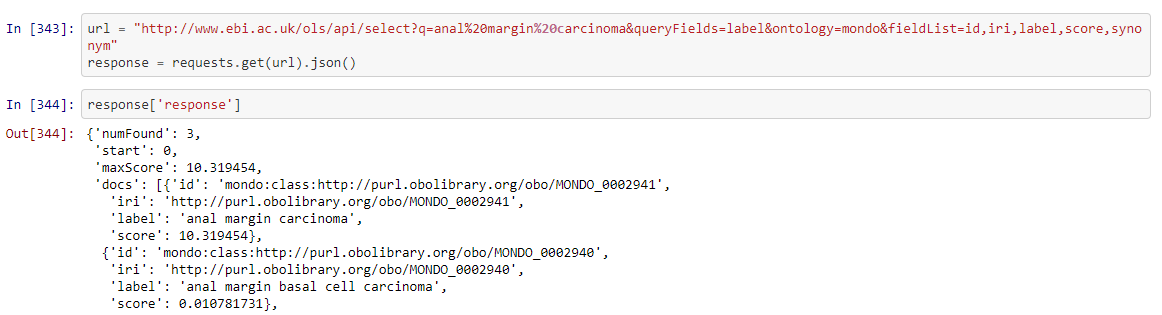 In [343]: url = "http://www.ebi.ac.uk/ols/api/select?q=anal%20margin%20carcinoma&queryFields=label&ontology=mondo&fieldList=id,iri,label,score,syno
nym"
response = requests.get(url).json()
In [344]: response['response']
Out[344]: {'numFound': 3,
'start': 0,
'maxScore': 10.319454,
'docs': [{'id': 'mondo:class:http://purl.obolibrary.org/obo/MONDO_0002941',
'iri': 'http://purl.obolibrary.org/obo/MONDO_0002941',
'label': 'anal margin carcinoma',
'score': 10.319454},
{'id': 'mondo:class:http://purl.obolibrary.org/obo/MONDO_0002940',
'iri': 'http://purl.obolibrary.org/obo/MONDO_0002940',
'label': 'anal margin basal cell carcinoma',
'score': 0.010781731},